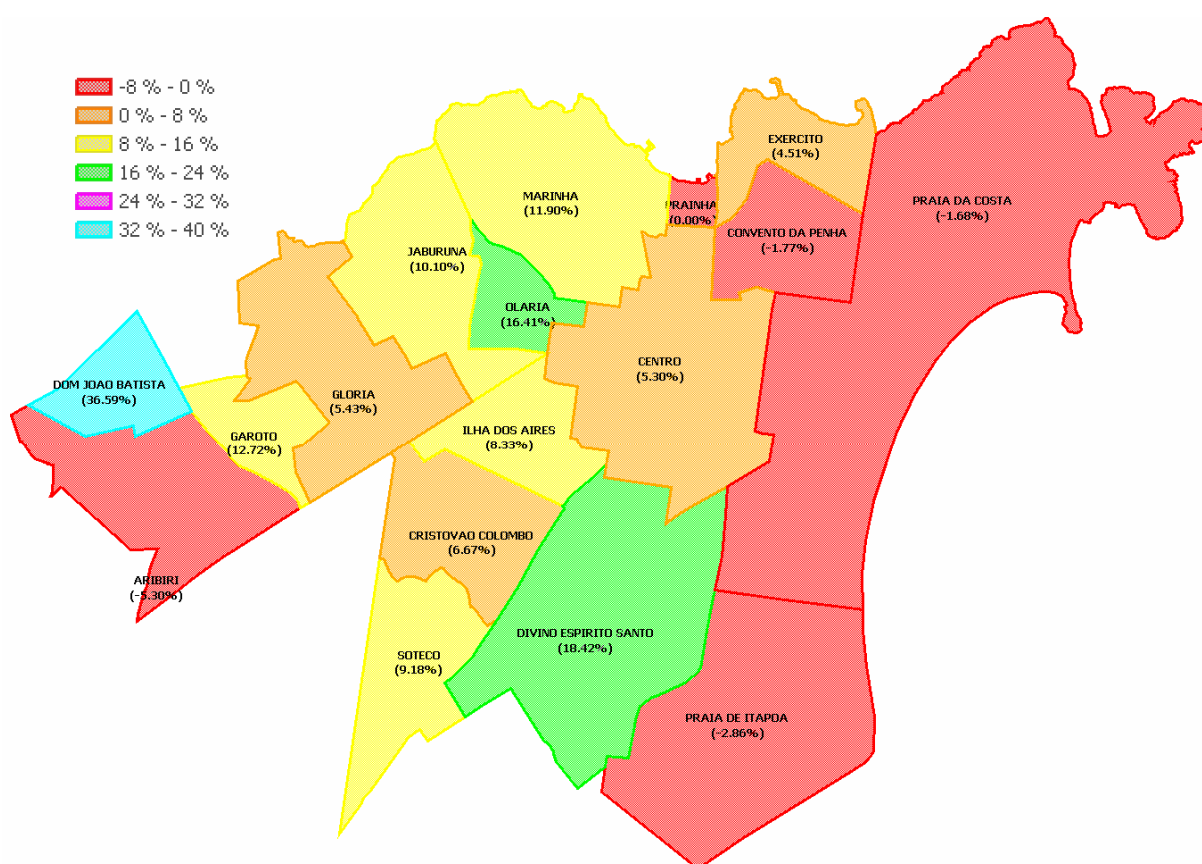 -8 % - 0 %
0 % - 8 %
8 % - 16 %
16 % - 24 %
24 % - 32 %
32 % - 40 %
EXERCITO
(4.51%)
MARINHA
(11.90%)
PRAINHA
(0.00%)
PRAIA DA COSTA
(-1.68%)
CONVENTO DA PENHA
(-1.77%)
JABURUNA
(10.10%)
OLARIA
(16.41%)
CENTRO
(5.30%)
DOM JOAO BATISTA
(36.59%)
GLORIA
(5.43%)
GAROTO
(12.72%)
ILHA DOS AIRES
(8.33%)
CRISTOVAO COLOMBO
(6.67%)
ARIBIRI
(-5.30%)
DIVINO ESPIRITO SANTO
(18.42%)
SOTECO
(9.18%)
PRAIA DE ITAPOA
(-2.86%)